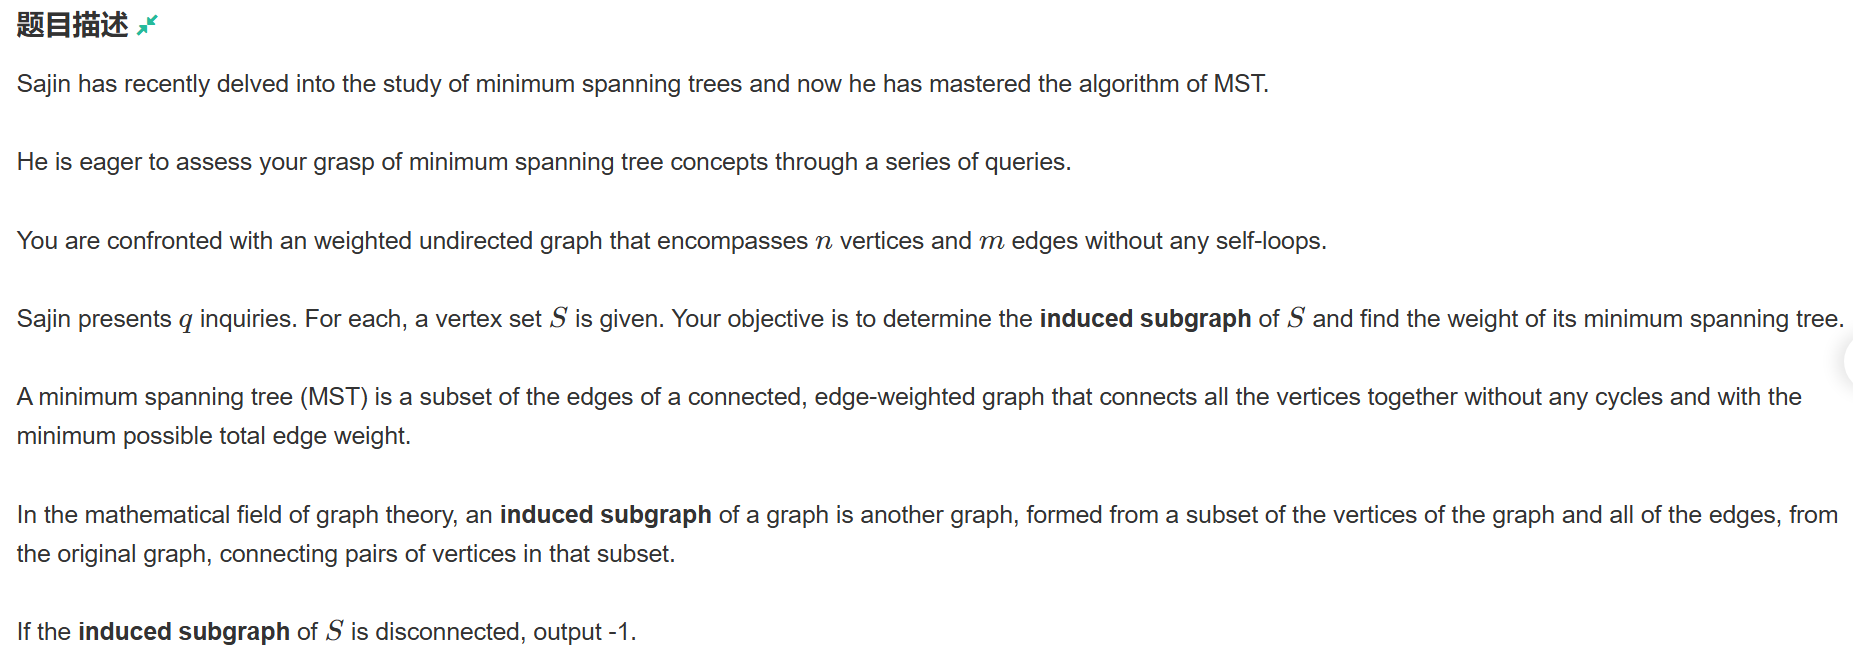 题目描述
Sajin has recently delved into the study of minimum spanning trees and now he has mastered the algorithm of MST.
He is eager to assess your grasp of minimum spanning tree concepts through a series of queries.
You are confronted with an weighted undirected graph that encompasses n vertices and m edges without any self-loops.
Sajin presents q inquiries. For each, a vertex set S is given. Your objective is to determine the induced subgraph of S and find the weight of its minimum spanning tree.
A minimum spanning tree (MST) is a subset of the edges of a connected, edge-weighted graph that connects all the vertices together without any cycles and with the
minimum possible total edge weight.
In the mathematical field of graph theory, an induced subgraph of a graph is another graph, formed from a subset of the vertices of the graph and all of the edges, from
the original graph, connecting pairs of vertices in that subset.
If the induced subgraph of S is disconnected, output -1.